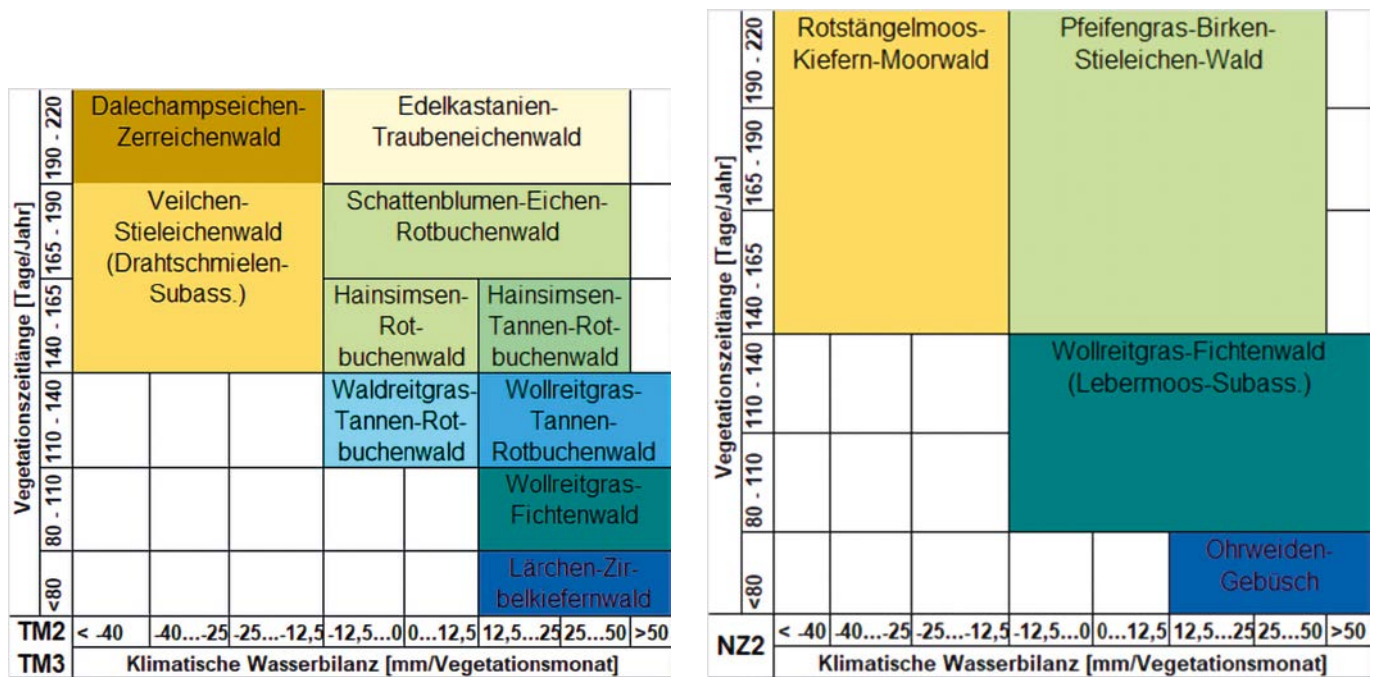 Vegetationszeitlänge [Tage/Jahr]
190 - 220
Dalechampseichen-
Zerreichenwald
Edelkastanien-
Traubeneichenwald
165 - 190
Veilchen-
Stieleichenwald
(Drahtschmielen-
Subass.)
Schattenblumen-Eichen-
Rotbuchenwald
140 - 165
Hainsimsen-
Rot-
buchenwald
Hainsimsen-
Tannen-Rot-
buchenwald
110 - 140
Waldreitgras-
Tannen-Rot-
buchenwald
Wollreitgras-
Tannen-
Rotbuchenwald
80 - 110
Wollreitgras-
Fichtenwald
<80
Lärchen-Zir-
belkiefernwald
TM2 < -40 -40...-25 -25...-12,5 -12,5...0 0...12,5 12,5...25 25...50 >50
TM3 Klimatische Wasserbilanz [mm/Vegetationsmonat]
Vegetationszeitlänge [Tage/Jahr]
190 - 220
Rotstängelmoos-
Kiefern-Moorwald
Pfeifengras-Birken-
Stieleichen-Wald
165 - 190
140 - 165
110 - 140
Wollreitgras-Fichtenwald
(Lebermoos-Subass.)
80 - 110
<80
Ohrweiden-
Gebüsch
NZ2
< -40 -40...-25 -25...-12,5 -12,5...0 0...12,5 12,5...25 25...50 >50
Klimatische Wasserbilanz [mm/Vegetationsmonat]